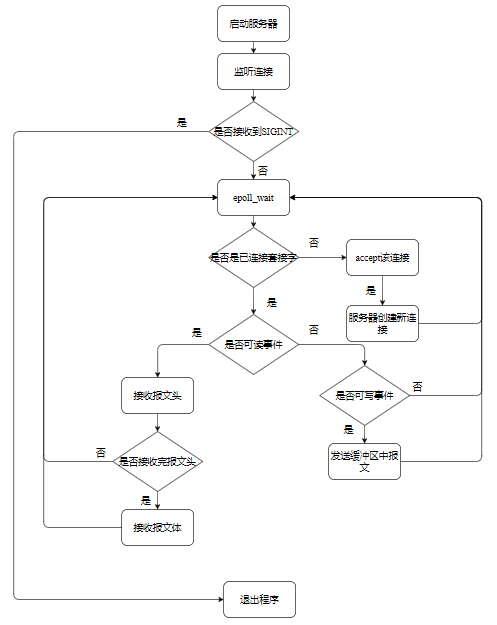 启动服务器
监听连接
是
是否接收到SIGINT
否
epoll_wait
否
是否是已连接套接字
accept该连接
是
是
服务器创建新连
接
是
否
是否可读事件
否
接收报文头
是否可写事件
是
否
是否接收完报文头
发送缓冲区中报
文
是
接收报文体
退出程序